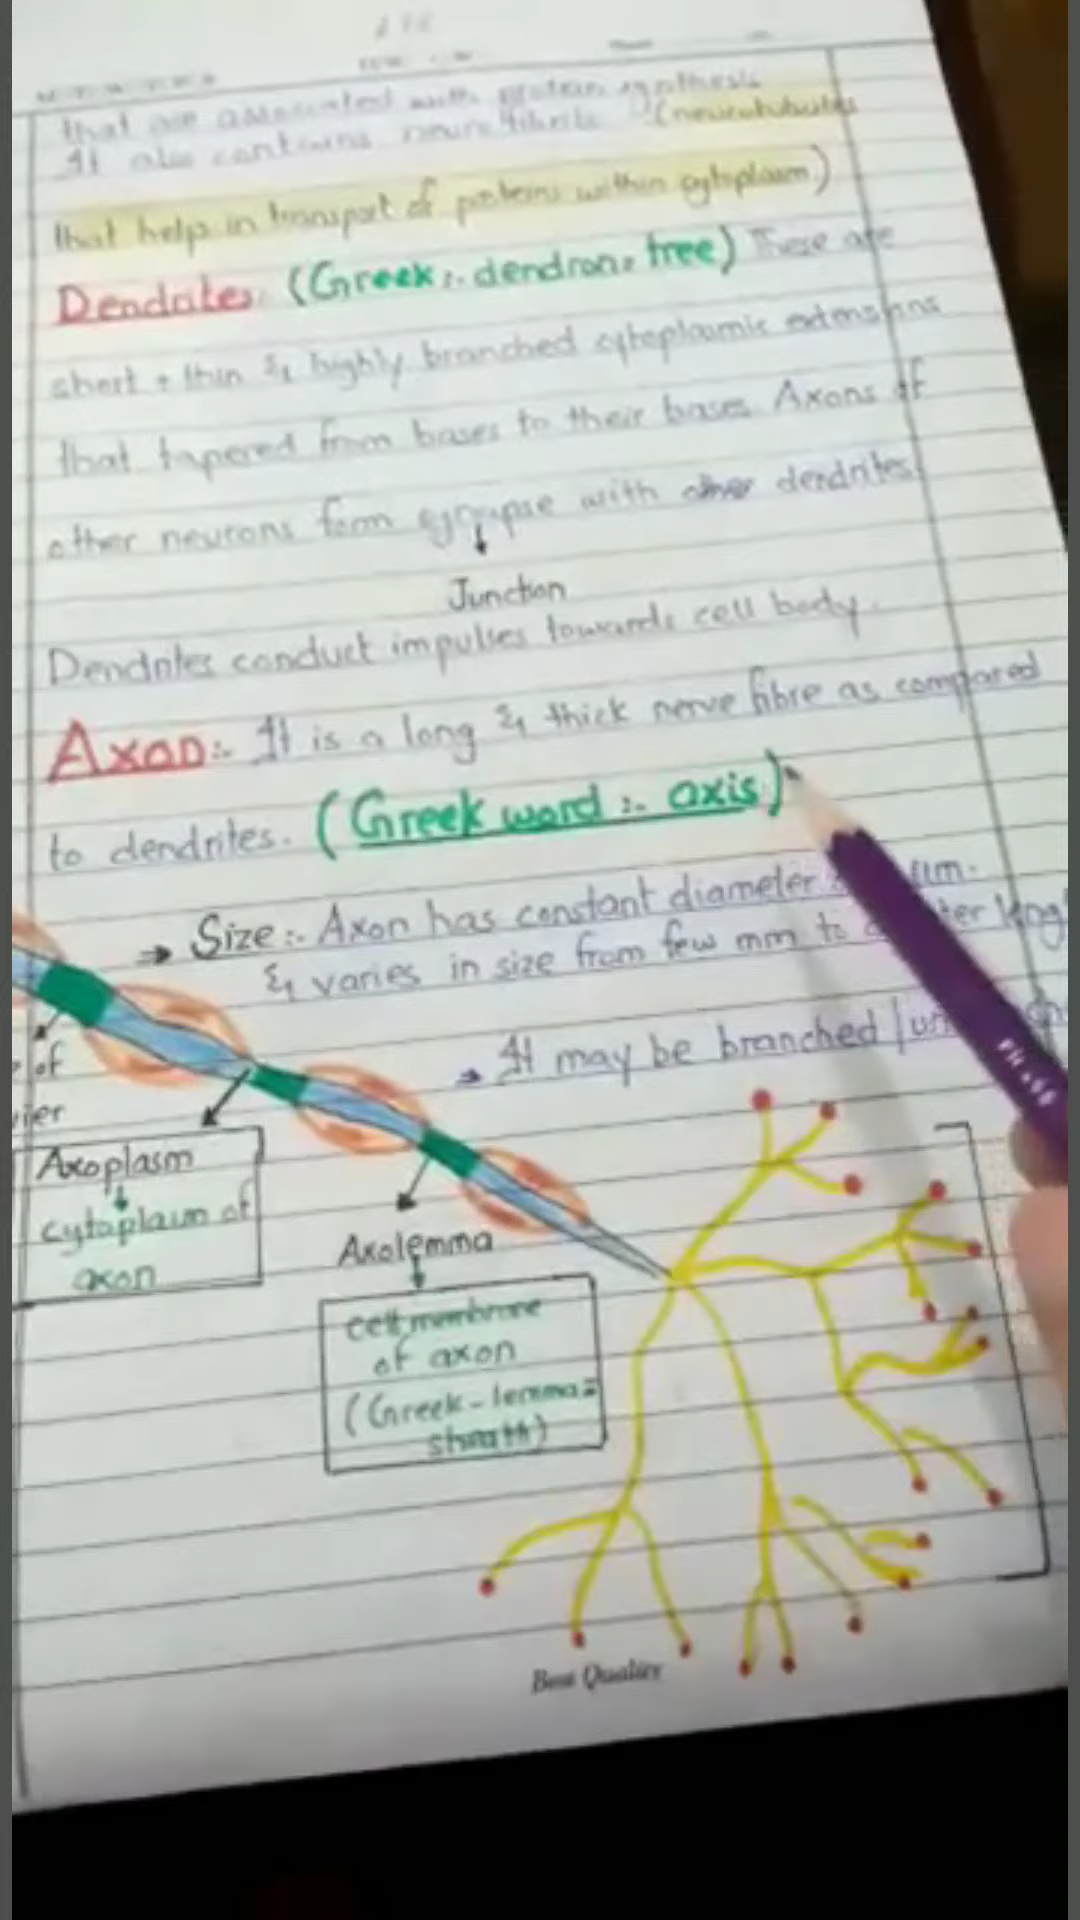 that are associated with protein synthesis
It also contains neurofibrils (neurotubules
that help in transport of proteins within cytoplasm)
Dendrites:- (Greek:- dendron= tree) These are
short + thin & highly branched cytoplasmic extensions
that tapered from bases to their bases Axons of
other neurons form synapse with other dendrites
Junction
Dendrites conduct impulses towards cell body.
Axon:- It is a long & thick nerve fibre as compared
to dendrites. (Greek word :- axis)
→ Size:- Axon has constant diameter um.
& varies in size from few mm to
→ It may be branched /
of
Axoplasm
cytoplasm of
axon
Axolemma
cell membrane
of axon
(Greek - lemma =
Best Quality